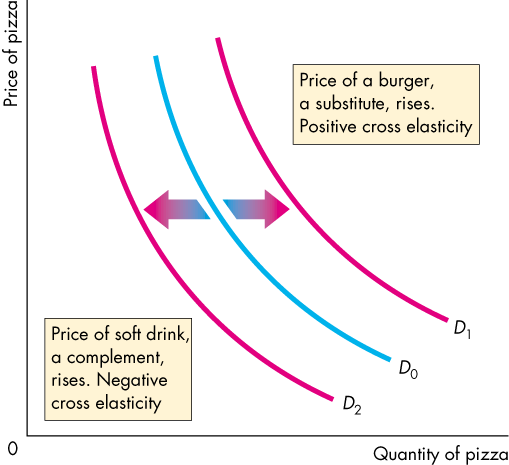 Price of pizza
Price of a burger,
a substitute, rises.
Positive cross elasticity
Price of soft drink,
a complement,
rises. Negative
cross elasticity
D1
D0
D2
0
Quantity of pizza